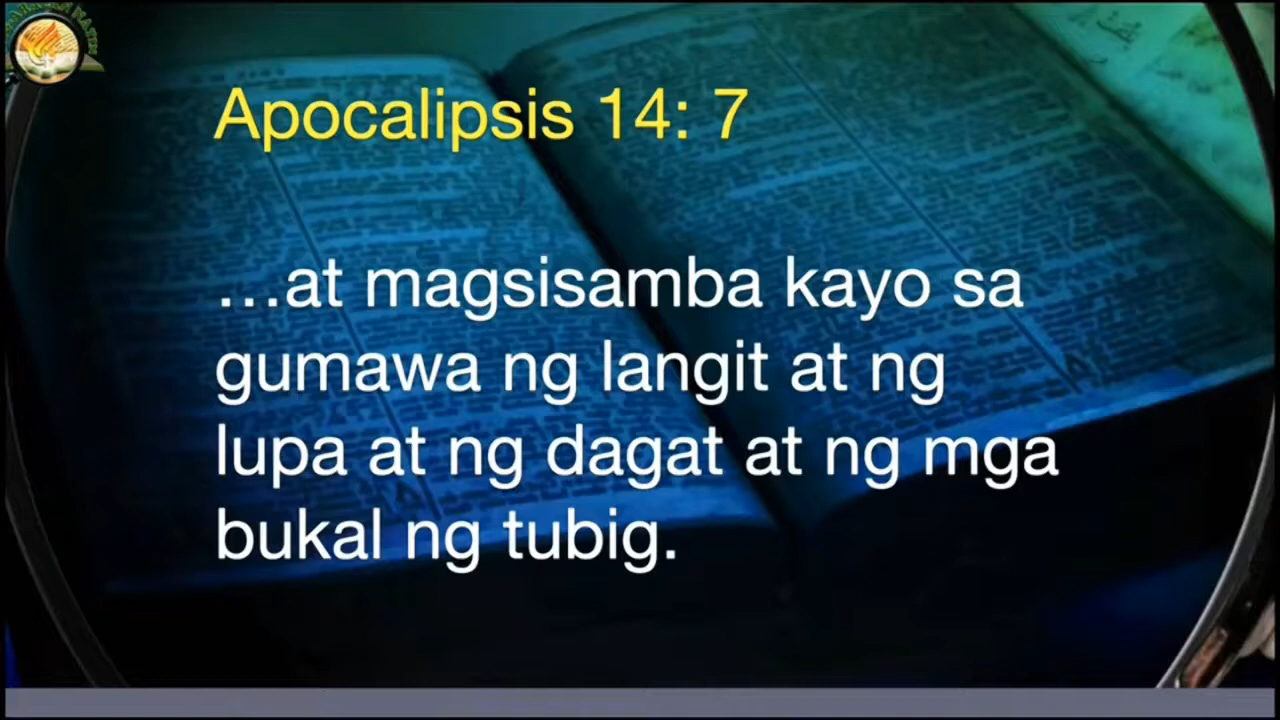 Apocalipsis 14: 7
…at magsisamba kayo sa
gumawa ng langit at ng
lupa at ng dagat at ng mga
bukal ng tubig.